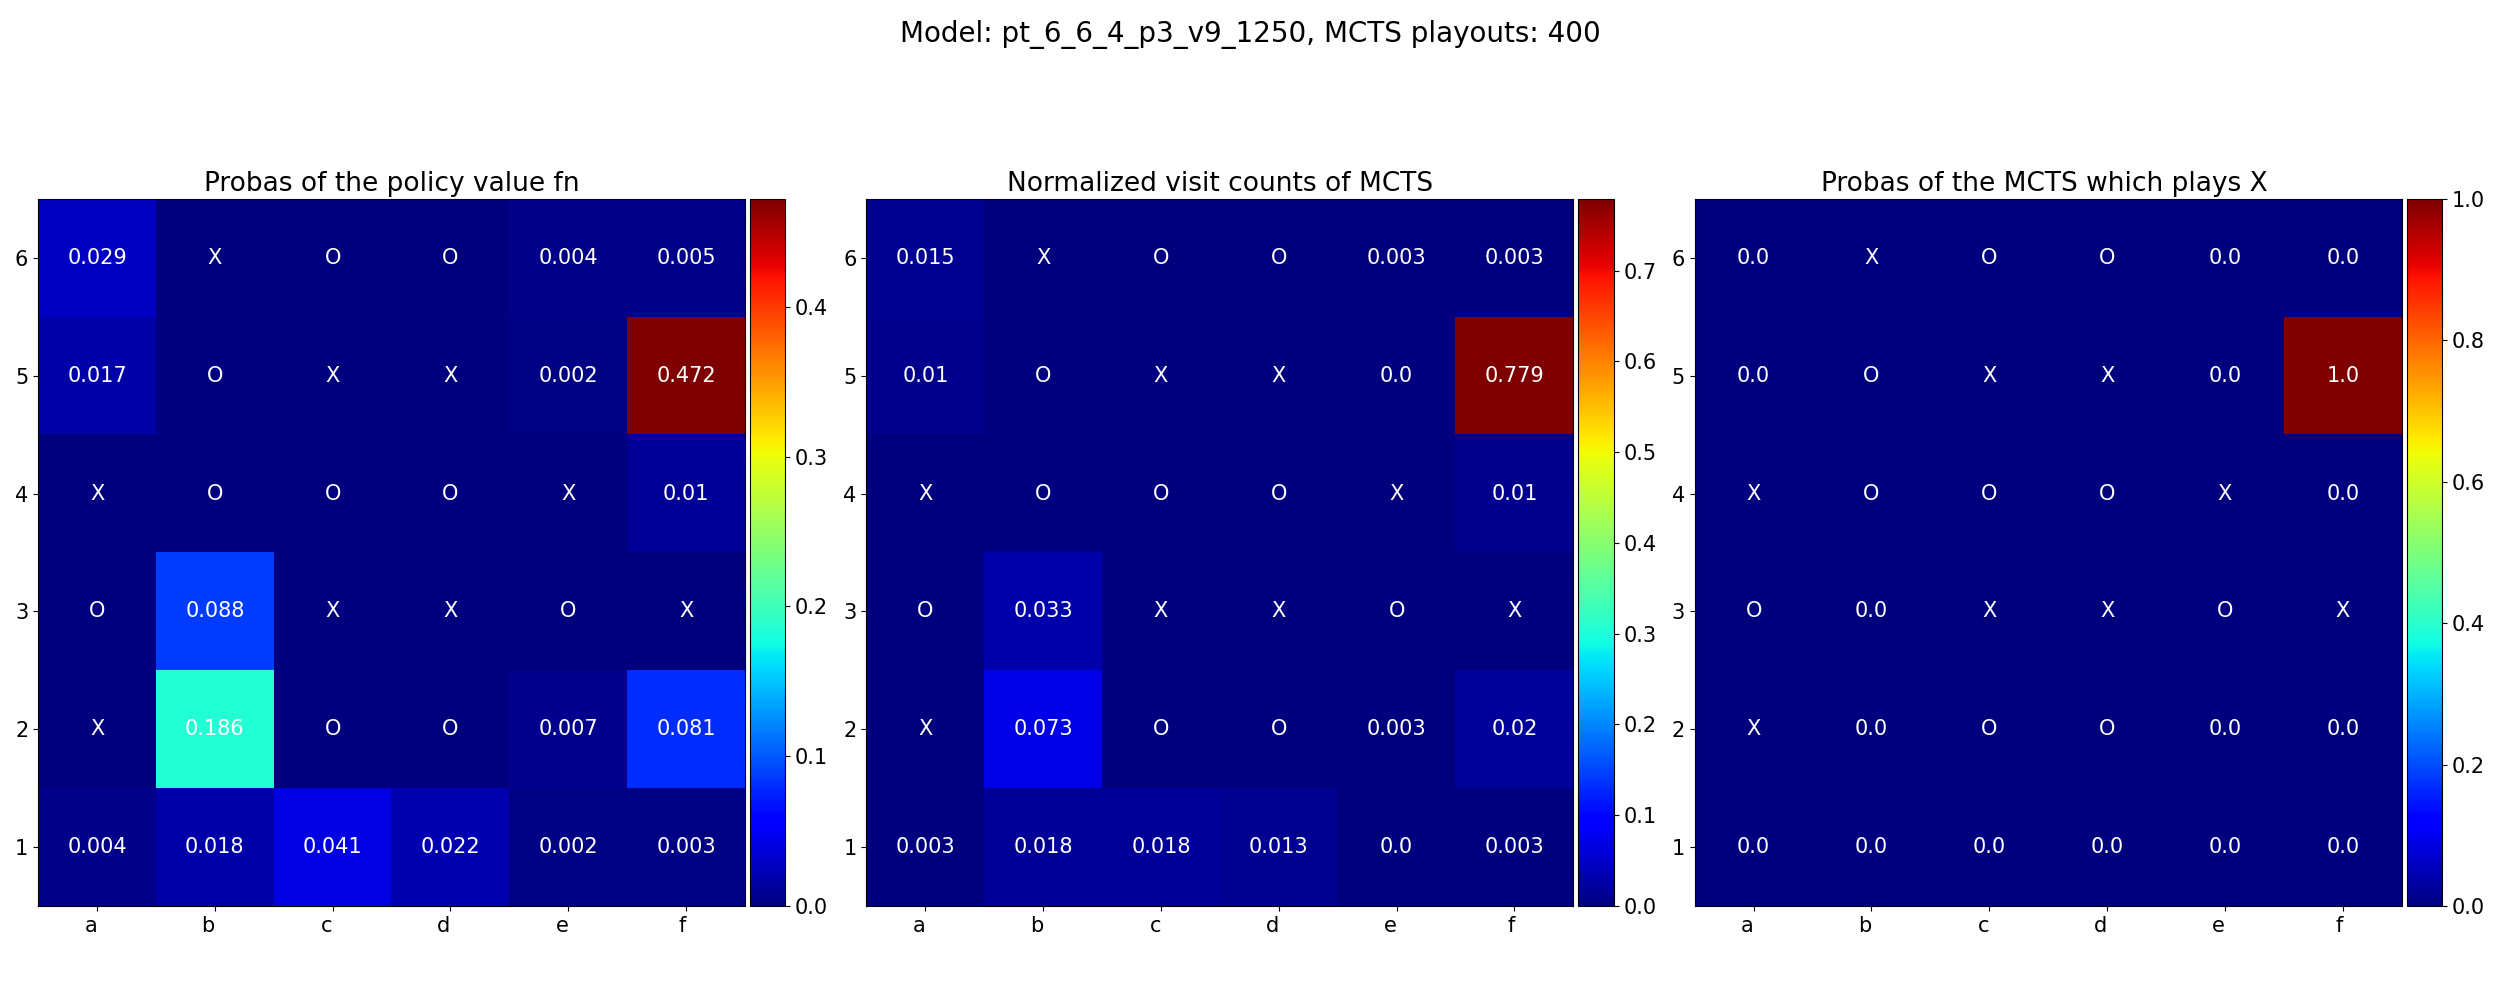 Model: pt_6_6_4_p3_v9_1250, MCTS playouts: 400
Probas of the policy value fn
6 0.029 X O O 0.004 0.005
5 0.017 O X X 0.002 0.472
4 X O O O X 0.01
3 O 0.088 X X O X
2 X 0.186 O O 0.007 0.081
1 0.004 0.018 0.041 0.022 0.002 0.003
a b c d e f
0.4
0.3
0.2
0.1
0.0
Normalized visit counts of MCTS
6 0.015 X O O 0.003 0.003
5 0.01 O X X 0.0 0.779
4 X O O O X 0.01
3 O 0.033 X X O X
2 X 0.073 O O 0.003 0.02
1 0.003 0.018 0.018 0.013 0.0 0.003
a b c d e f
0.7
0.6
0.5
0.4
0.3
0.2
0.1
0.0
Probas of the MCTS which plays X
6 0.0 X O O 0.0 0.0
5 0.0 O X X 0.0 1.0
4 X O O O X 0.0
3 O 0.0 X X O X
2 X 0.0 O O 0.0 0.0
1 0.0 0.0 0.0 0.0 0.0 0.0
a b c d e f
1.0
0.8
0.6
0.4
0.2
0.0